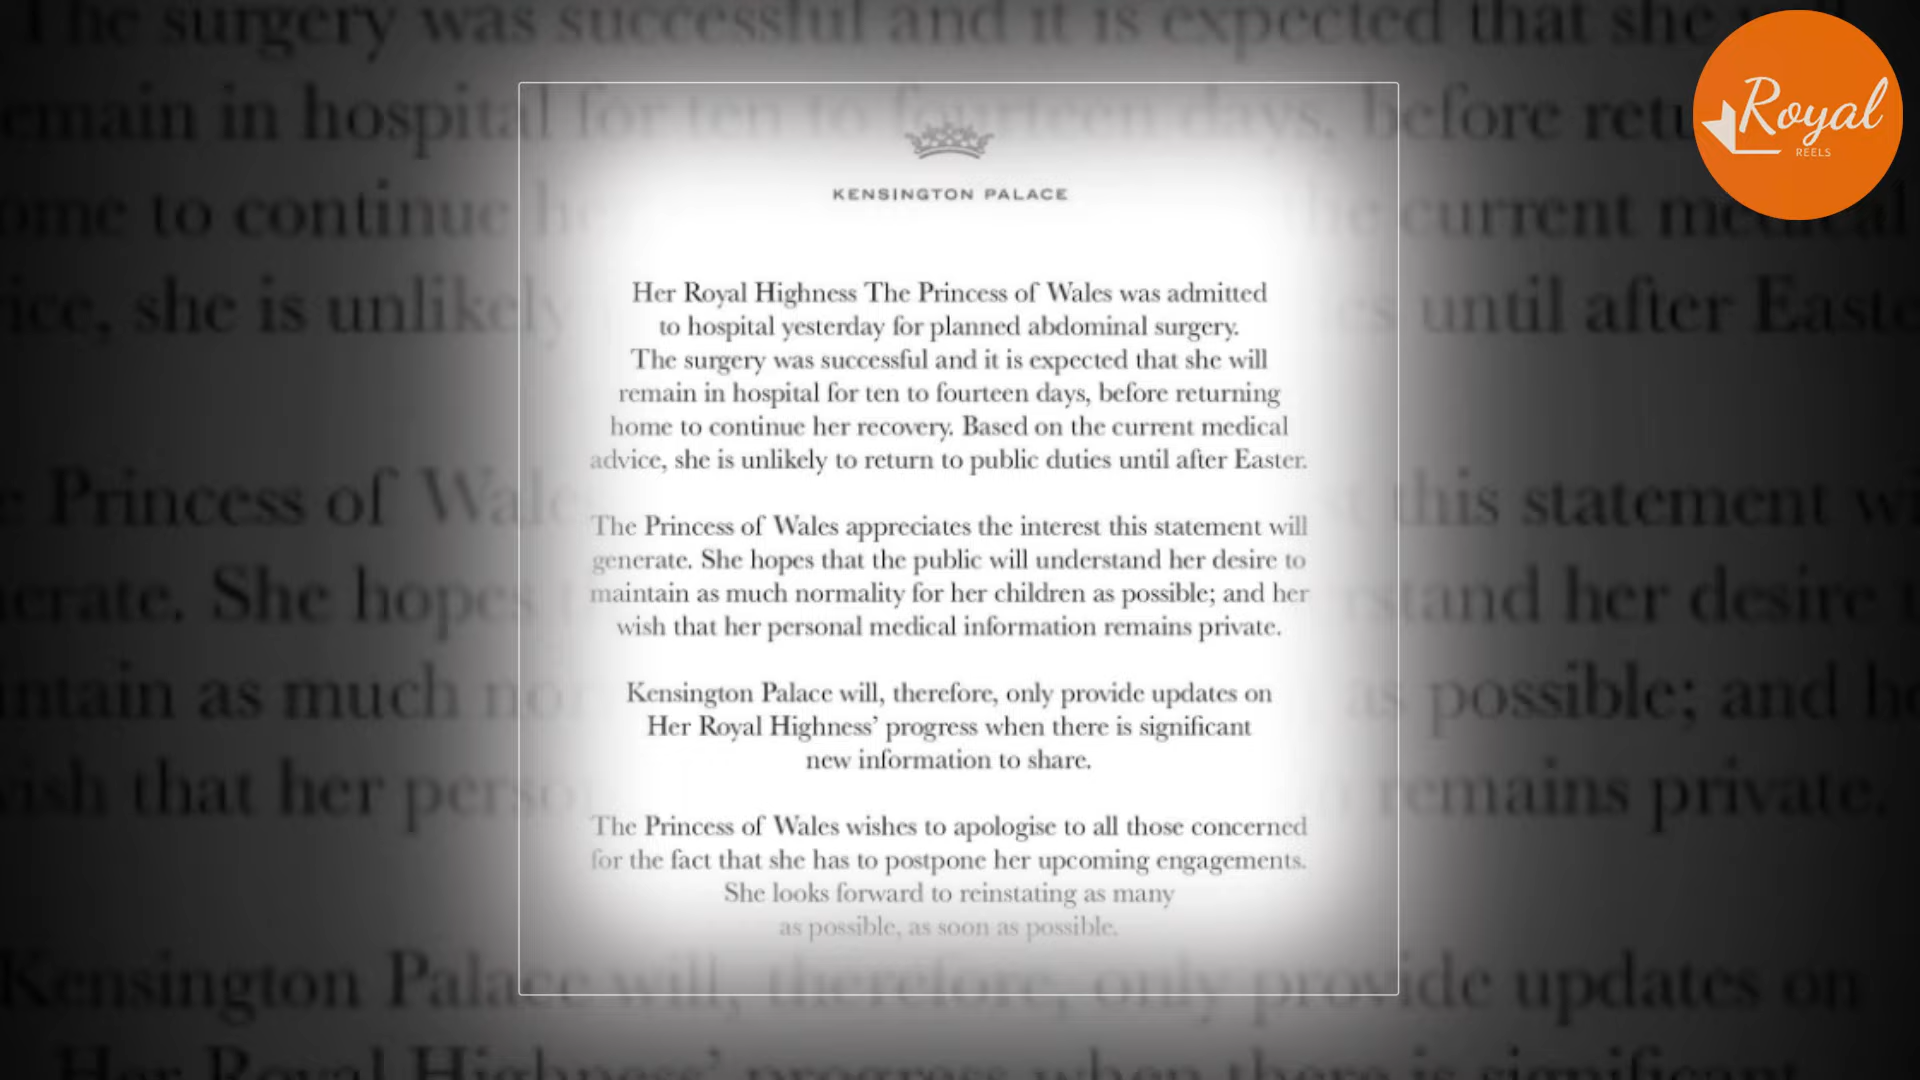 Royal
REELS
KENSINGTON PALACE
Her Royal Highness The Princess of Wales was admitted
to hospital yesterday for planned abdominal surgery.
The surgery was successful and it is expected that she will
remain in hospital for ten to fourteen days, before returning
home to continue her recovery. Based on the current medical
advice, she is unlikely to return to public duties until after Easter.
The Princess of Wales appreciates the interest this statement will
generate. She hopes that the public will understand her desire to
maintain as much normality for her children as possible; and her
wish that her personal medical information remains private.
Kensington Palace will, therefore, only provide updates on
Her Royal Highness’ progress when there is significant
new information to share.
The Princess of Wales wishes to apologise to all those concerned
for the fact that she has to postpone her upcoming engagements.
She looks forward to reinstating as many
as possible, as soon as possible.